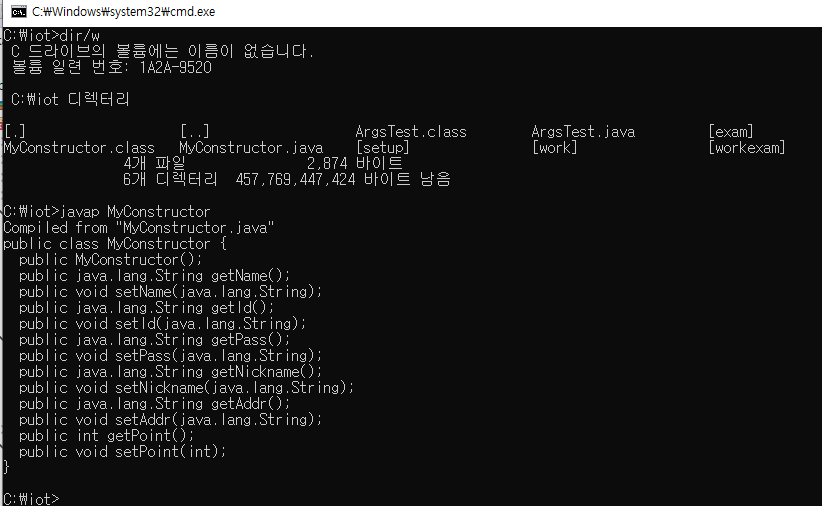 C:\Windows\system32\cmd.exe
C:\iot>dir/w
C 드라이브의 볼륨에는 이름이 없습니다.
볼륨 일련 번호: 1A2A-9520
C:\iot 디렉터리
[.] [..] ArgsTest.class ArgsTest.java [exam]
MyConstructor.class MyConstructor.java [setup] [work] [workexam]
4개 파일 2,874 바이트
6개 디렉터리 457,769,447,424 바이트 남음
C:\iot>javap MyConstructor
Compiled from "MyConstructor.java"
public class MyConstructor {
public MyConstructor();
public java.lang.String getName();
public void setName(java.lang.String);
public java.lang.String getId();
public void setId(java.lang.String);
public java.lang.String getPass();
public void setPass(java.lang.String);
public java.lang.String getNickname();
public void setNickname(java.lang.String);
public java.lang.String getAddr();
public void setAddr(java.lang.String);
public int getPoint();
public void setPoint(int);
}
C:\iot>